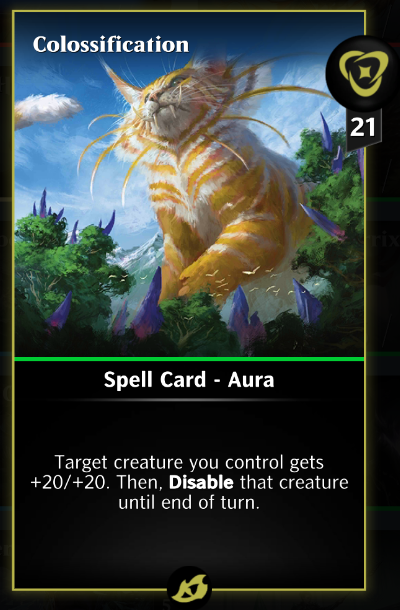 Colossification
21
Spell Card - Aura
Target creature you control gets
+20/+20. Then, Disable that creature
until end of turn.